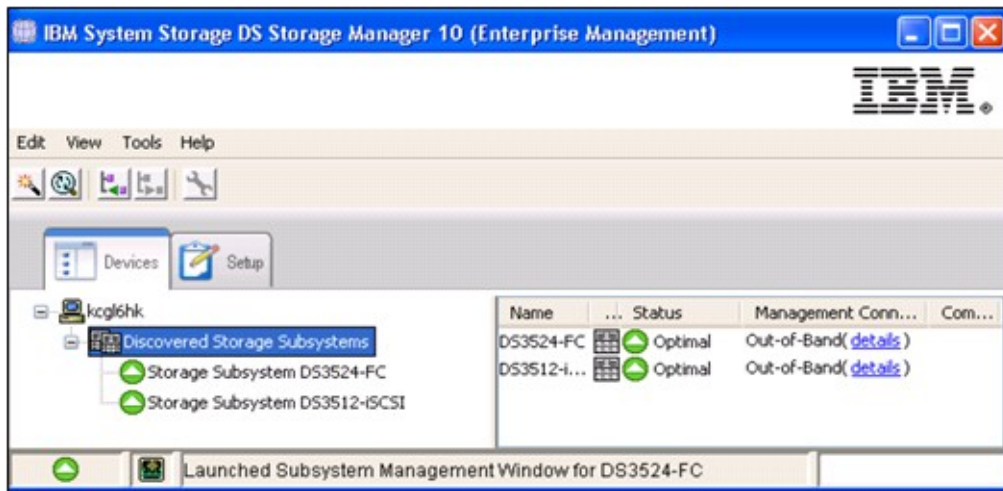 IBM System Storage DS Storage Manager 10 (Enterprise Management)
IBM®
Edit View Tools Help
Devices Setup
kcgl6hk
Discovered Storage Subsystems
Storage Subsystem DS3524-FC
Storage Subsystem DS3512-iSCSI
Name ... Status Management Conn... Com...
DS3524-FC Optimal Out-of-Band( details )
DS3512-i... Optimal Out-of-Band( details )
Launched Subsystem Management Window for DS3524-FC